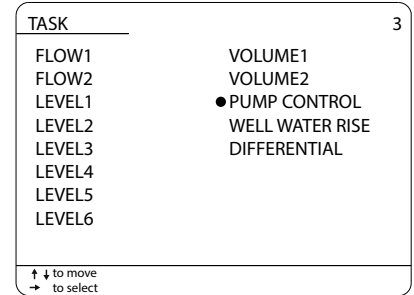 TASK 3
FLOW1 VOLUME1
FLOW2 VOLUME2
LEVEL1 ●PUMP CONTROL
LEVEL2 WELL WATER RISE
LEVEL3 DIFFERENTIAL
LEVEL4
LEVEL5
LEVEL6
↑ ↓ to move
→ to select